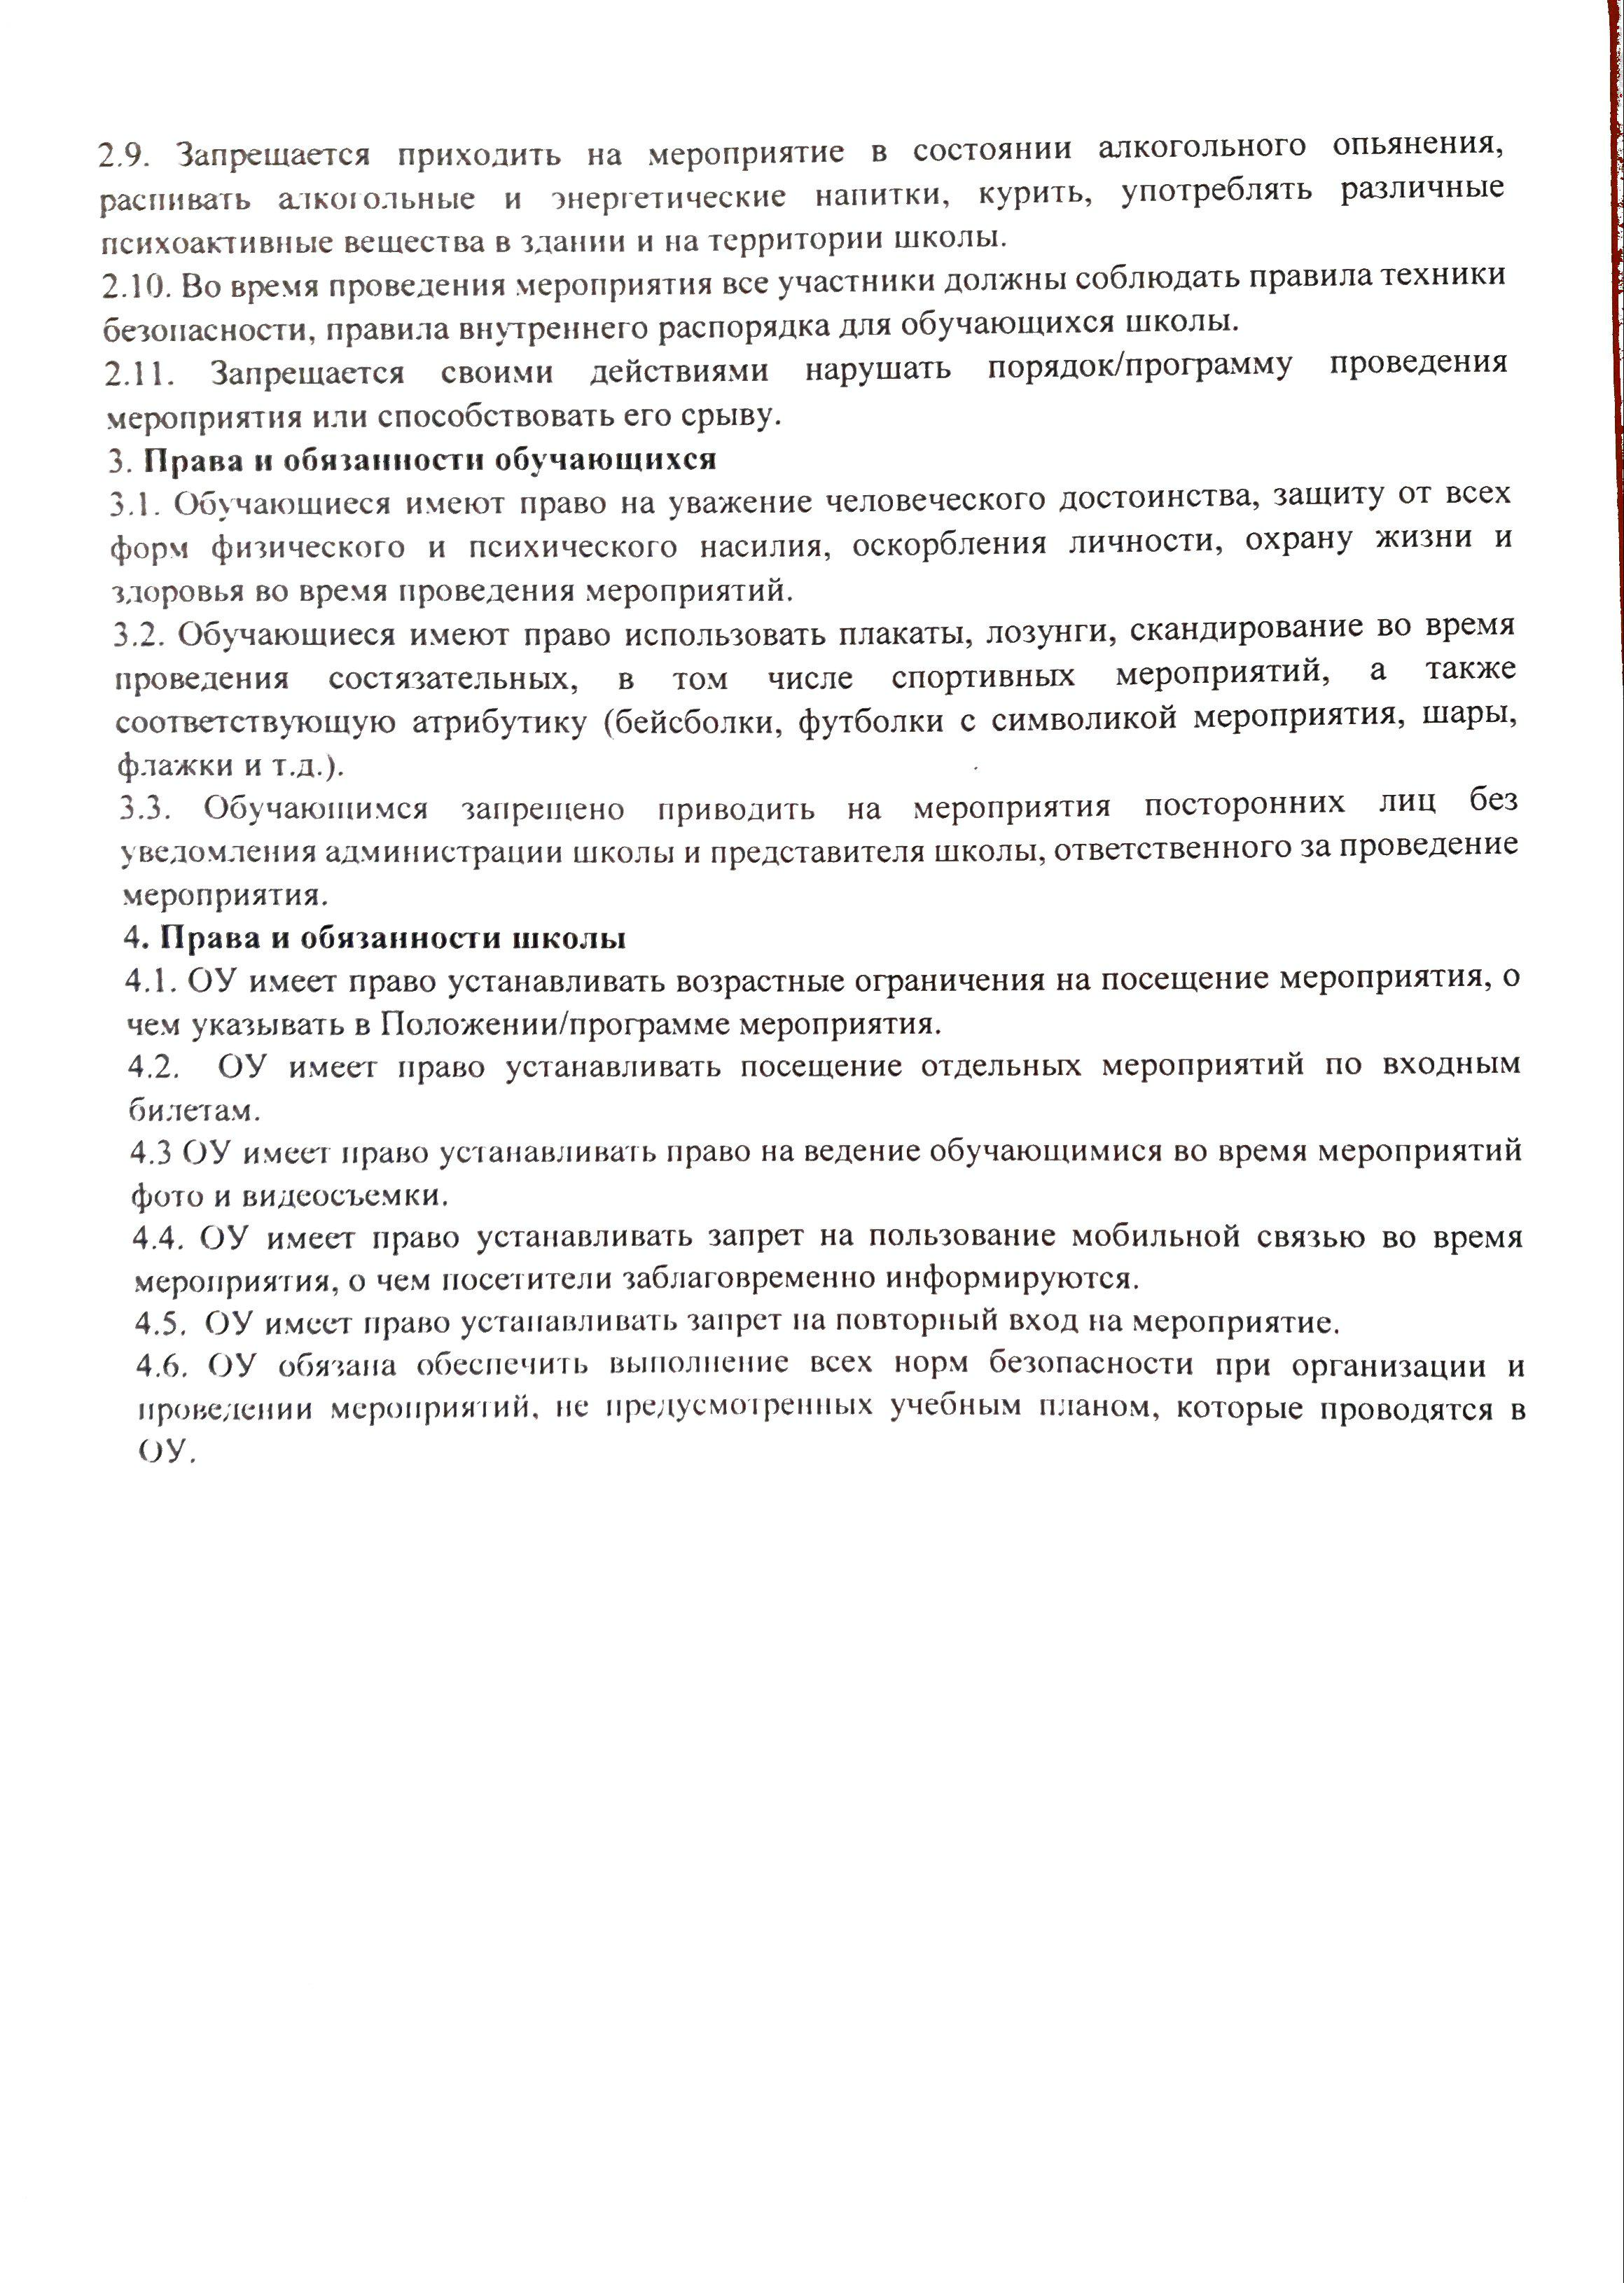 2.9. Запрещается приходить на мероприятие в состоянии алкогольного опьянения,
распивать алкогольные и энергетические напитки, курить, употреблять различные
психоактивные вещества в здании и на территории школы.
2.10. Во время проведения мероприятия все участники должны соблюдать правила техники
безопасности, правила внутреннего распорядка для обучающихся школы.
2.11. Запрещается своими действиями нарушать порядок/программу проведения
мероприятия или способствовать его срыву.
3. Права и обязанности обучающихся
3.1. Обучающиеся имеют право на уважение человеческого достоинства, защиту от всех
форм физического и психического насилия, оскорбления личности, охрану жизни и
здоровья во время проведения мероприятий.
3.2. Обучающиеся имеют право использовать плакаты, лозунги, скандирование во время
проведения состязательных, в том числе спортивных мероприятий, а также
соответствующую атрибутику (бейсболки, футболки с символикой мероприятия, шары,
флажки и т.д.).
3.3. Обучающимся запрещено приводить на мероприятия посторонних лиц без
уведомления администрации школы и представителя школы, ответственного за проведение
мероприятия.
4. Права и обязанности школы
4.1. ОУ имеет право устанавливать возрастные ограничения на посещение мероприятия, о
чем указывать в Положении/программе мероприятия.
4.2. ОУ имеет право устанавливать посещение отдельных мероприятий по входным
билетам.
4.3 ОУ имеет право устанавливать право на ведение обучающимися во время мероприятий
фото и видеосъемки.
4.4. ОУ имеет право устанавливать запрет на пользование мобильной связью во время
мероприятия, о чем посетители заблаговременно информируются.
4.5. ОУ имеет право устанавливать запрет на повторный вход на мероприятие.
4.6. ОУ обязана обеспечить выполнение всех норм безопасности при организации и
проведении мероприятий, не предусмотренных учебным планом, которые проводятся в
ОУ.